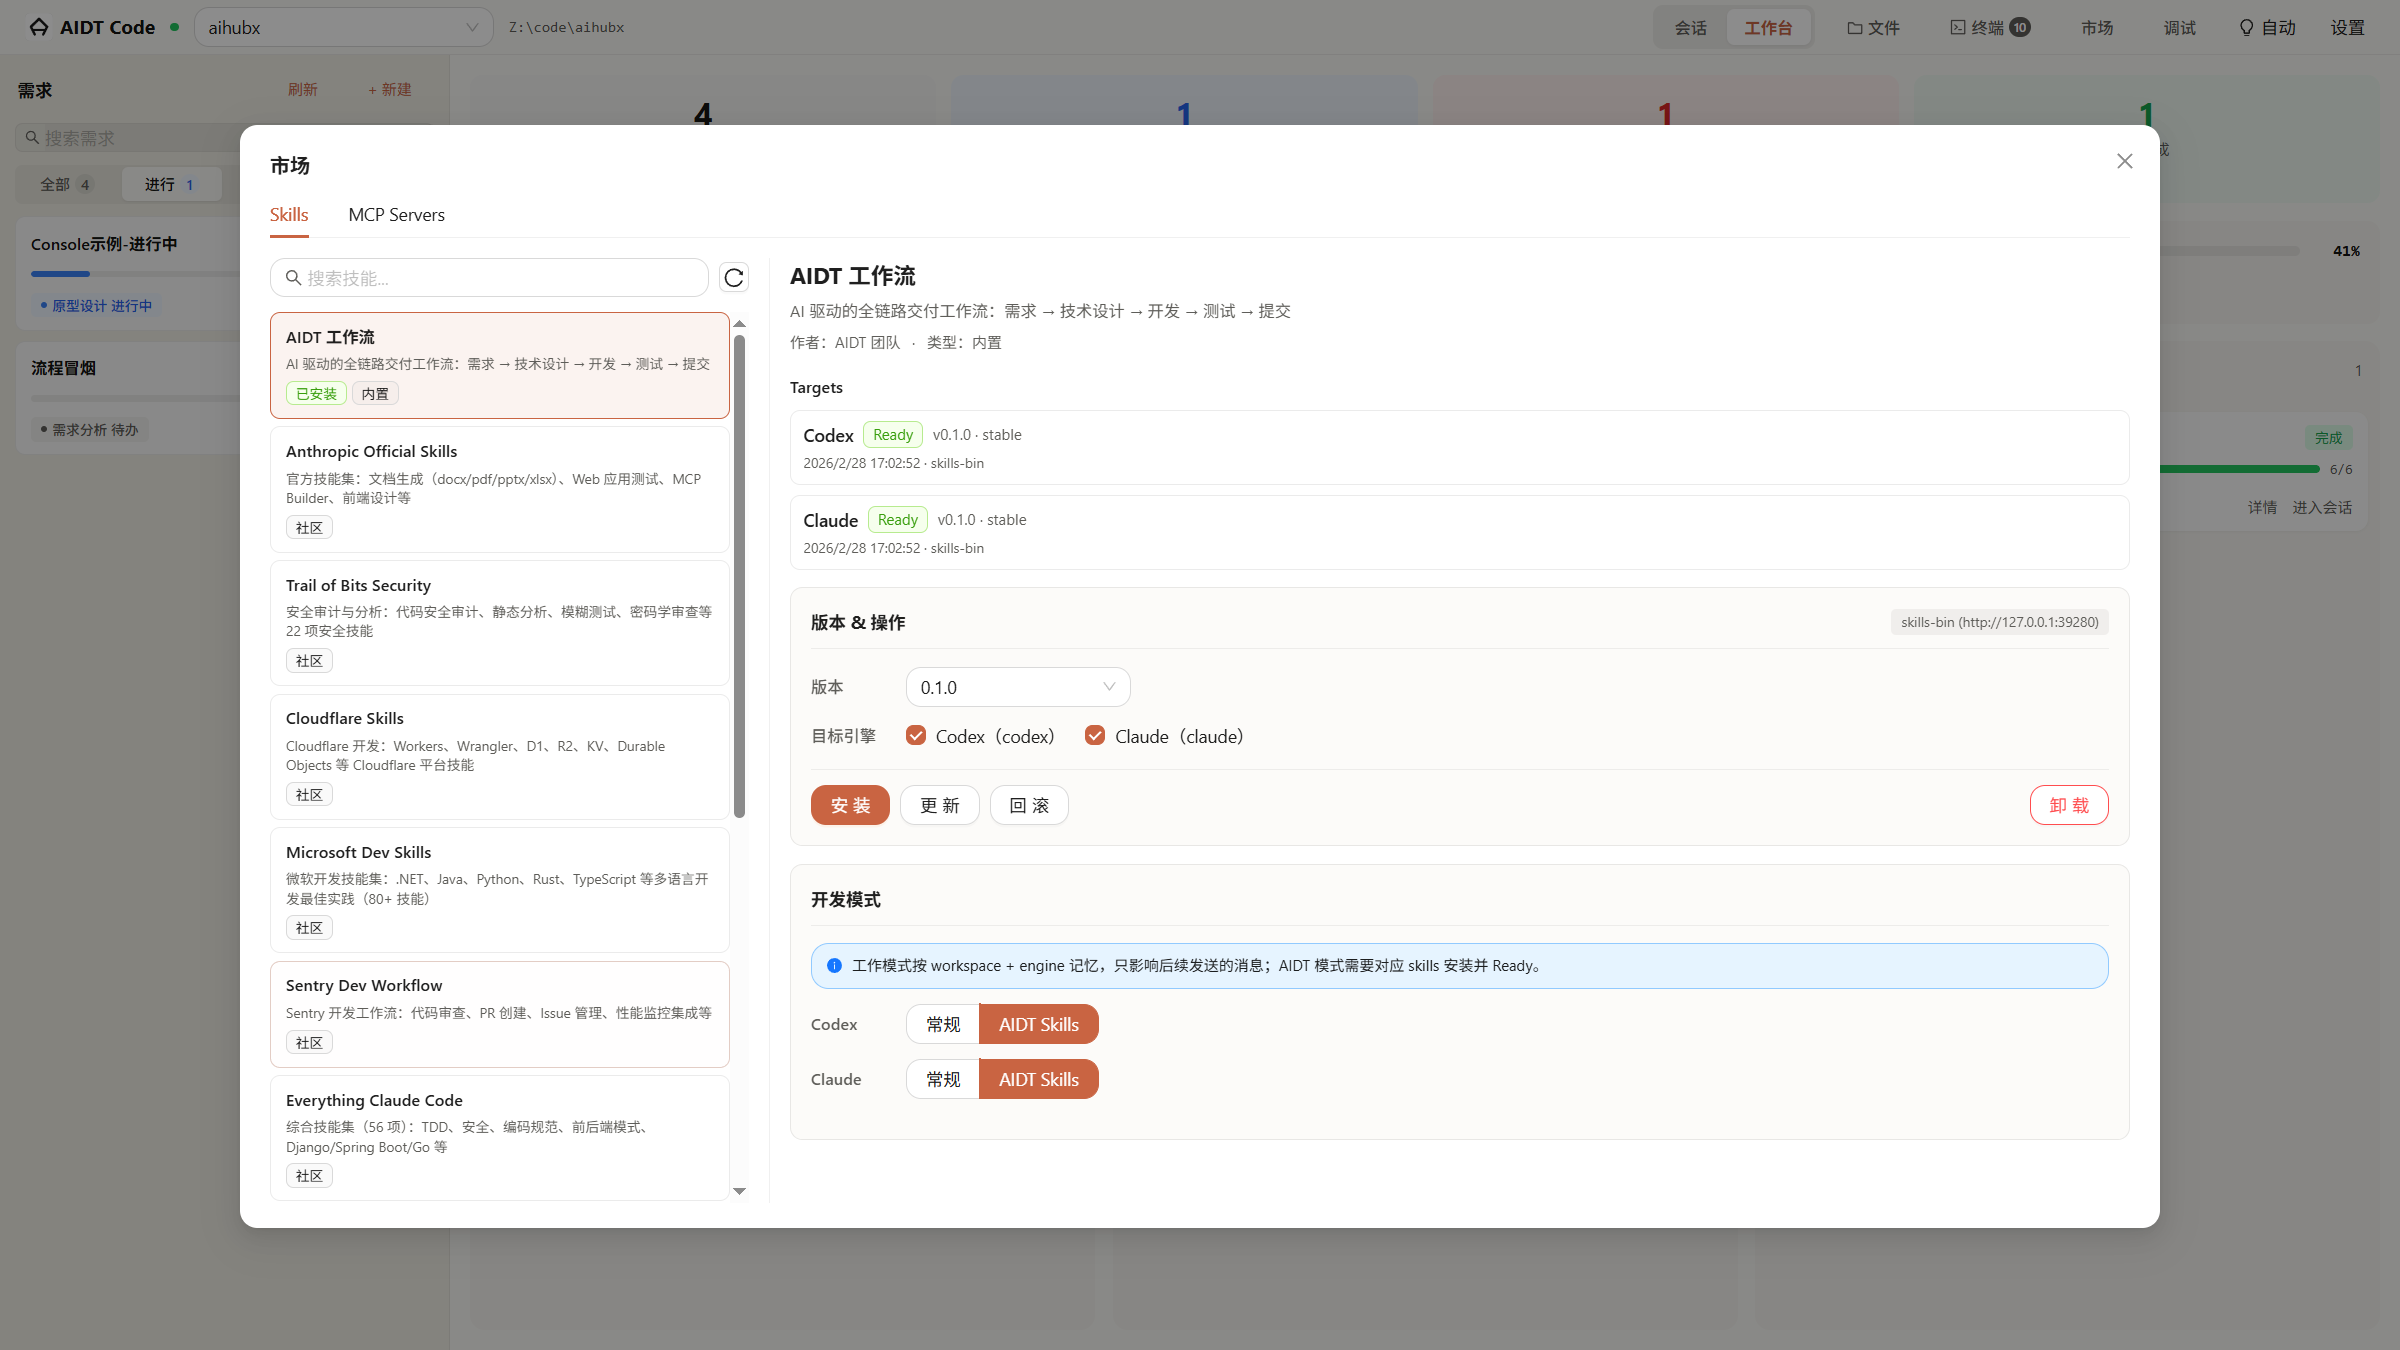 AIDT Code
aihubx
Z:\code\aihubx
会话
工作台
文件
终端 10
市场
调试
自动
设置
需求
刷新
+ 新建
搜索需求
全部 4
进行 1
Console示例-进行中
原型设计 进行中
流程冒烟
需求分析 待办
4
1
1
1
成
41%
1
完成
6/6
详情
进入会话
市场
Skills
MCP Servers
搜索技能...
AIDT 工作流
AI 驱动的全链路交付工作流：需求 → 技术设计 → 开发 → 测试 → 提交
已安装
内置
Anthropic Official Skills
官方技能集：文档生成（docx/pdf/pptx/xlsx）、Web 应用测试、MCP
Builder、前端设计等
社区
Trail of Bits Security
安全审计与分析：代码安全审计、静态分析、模糊测试、密码学审查等
22 项安全技能
社区
Cloudflare Skills
Cloudflare 开发：Workers、Wrangler、D1、R2、KV、Durable
Objects 等 Cloudflare 平台技能
社区
Microsoft Dev Skills
微软开发技能集：.NET、Java、Python、Rust、TypeScript 等多语言开
发最佳实践（80+ 技能）
社区
Sentry Dev Workflow
Sentry 开发工作流：代码审查、PR 创建、Issue 管理、性能监控集成等
社区
Everything Claude Code
综合技能集（56 项）：TDD、安全、编码规范、前后端模式、
Django/Spring Boot/Go 等
社区
AIDT 工作流
AI 驱动的全链路交付工作流：需求 → 技术设计 → 开发 → 测试 → 提交
作者：AIDT 团队 · 类型：内置
Targets
Codex Ready v0.1.0 · stable
2026/2/28 17:02:52 · skills-bin
Claude Ready v0.1.0 · stable
2026/2/28 17:02:52 · skills-bin
版本 & 操作
skills-bin (http://127.0.0.1:39280)
版本
0.1.0
目标引擎
Codex（codex）
Claude（claude）
安 装
更 新
回 滚
卸 载
开发模式
工作模式按 workspace + engine 记忆，只影响后续发送的消息；AIDT 模式需要对应 skills 安装并 Ready。
Codex
常规
AIDT Skills
Claude
常规
AIDT Skills